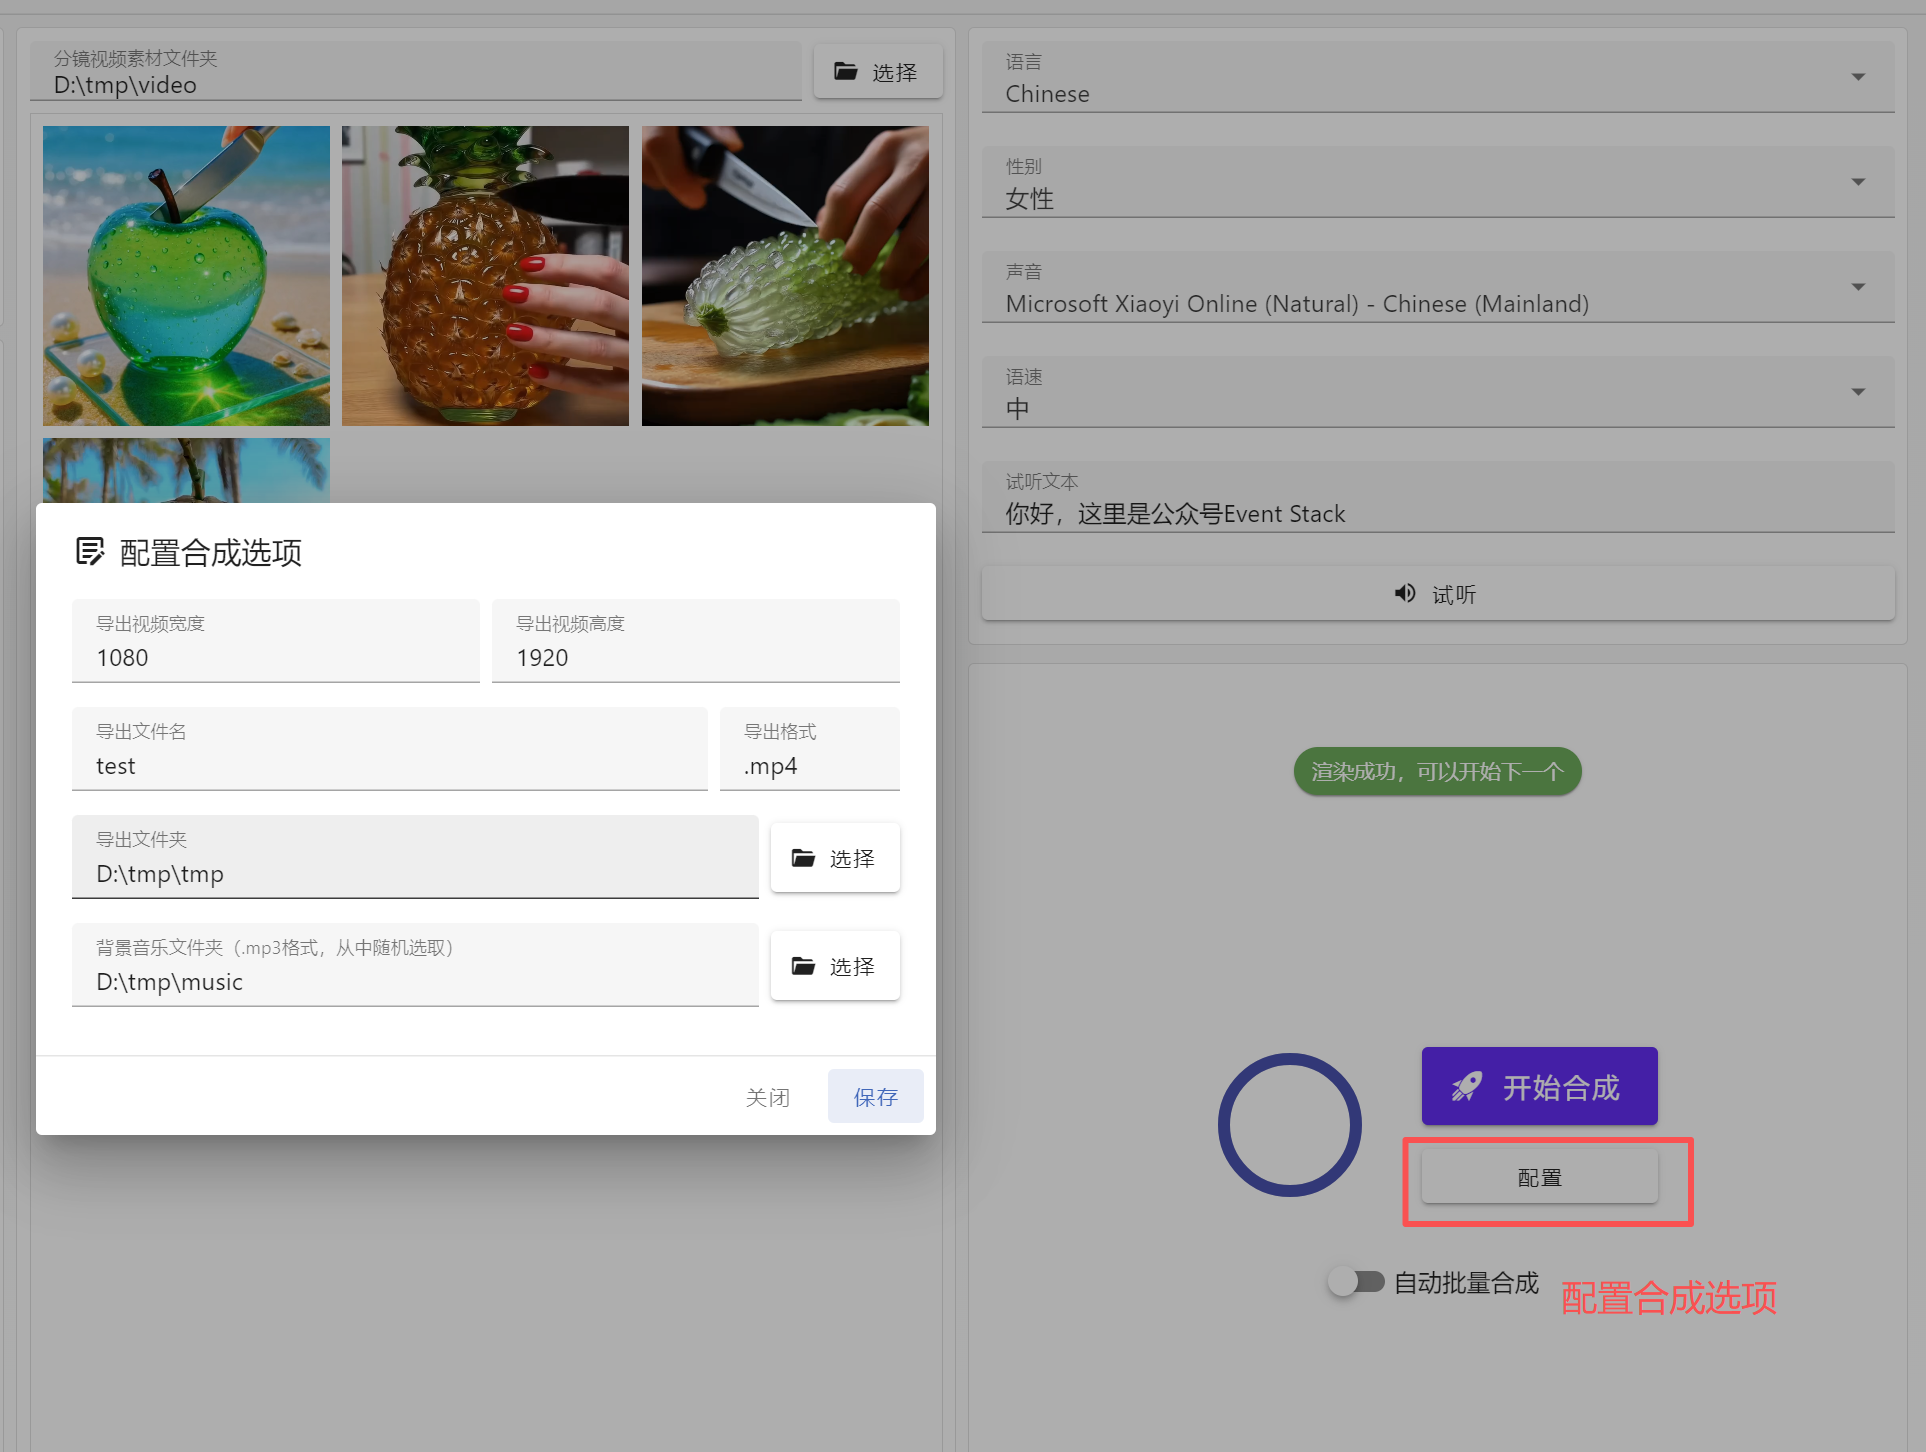 分镜视频素材文件夹
D:\tmp\video
选择
配置合成选项
导出视频宽度
1080
导出视频高度
1920
导出文件名
test
导出格式
.mp4
导出文件夹
D:\tmp\tmp
选择
背景音乐文件夹（.mp3格式，从中随机选取）
D:\tmp\music
选择
关闭
保存
语言
Chinese
性别
女性
声音
Microsoft Xiaoyi Online (Natural) - Chinese (Mainland)
语速
中
试听文本
你好，这里是公众号Event Stack
试听
渲染成功，可以开始下一个
开始合成
配置
自动批量合成
配置合成选项